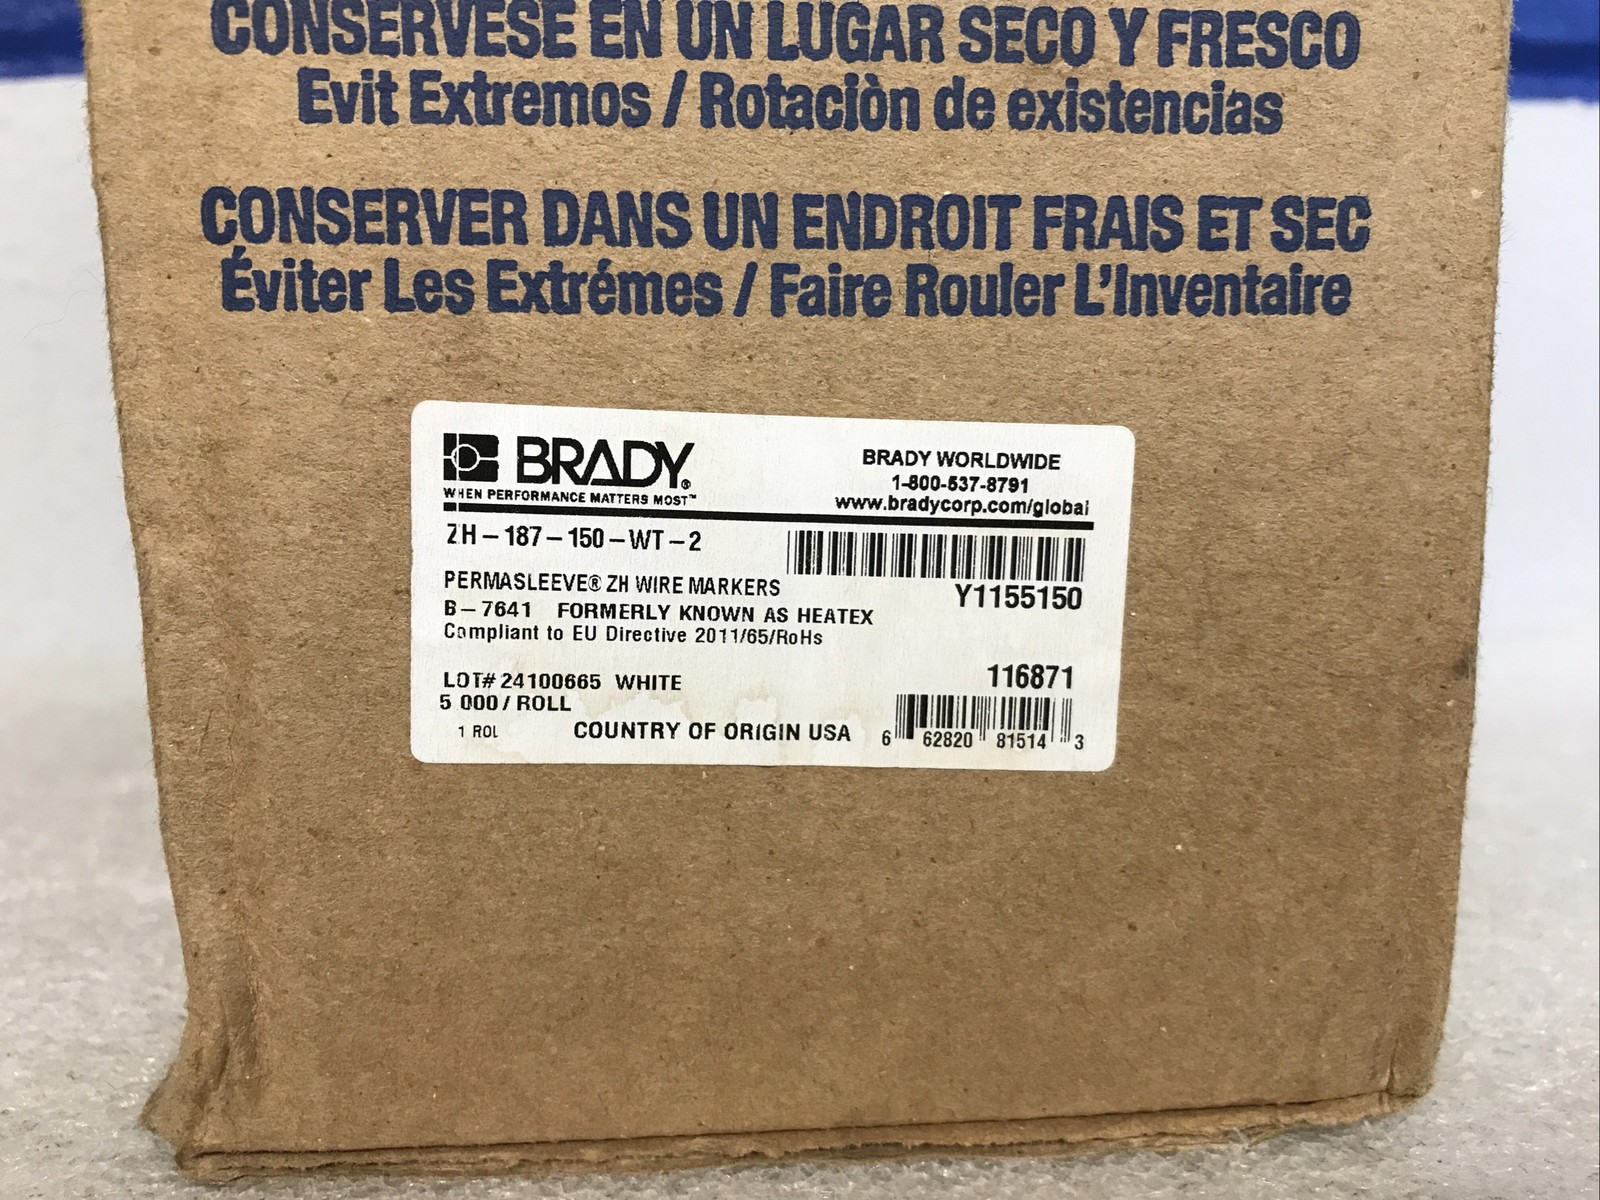 CONSERVESE EN UN LUGAR SECO Y FRESCO
Evit Extremos / Rotaciòn de existencias
CONSERVER DANS UN ENDROIT FRAIS ET SEC
Éviter Les Extrémes / Faire Rouler L'Inventaire
BRADY®
WHEN PERFORMANCE MATTERS MOST™
BRADY WORLDWIDE
1-800-537-8791
www.bradycorp.com/global
ZH-187-150-WT-2
Y1155150
PERMASLEEVE® ZH WIRE MARKERS
B-7641 FORMERLY KNOWN AS HEATEX
Compliant to EU Directive 2011/65/RoHs
116871
LOT# 24100665 WHITE
5 000 / ROLL
1 ROL
COUNTRY OF ORIGIN USA
6 62820 81514 3